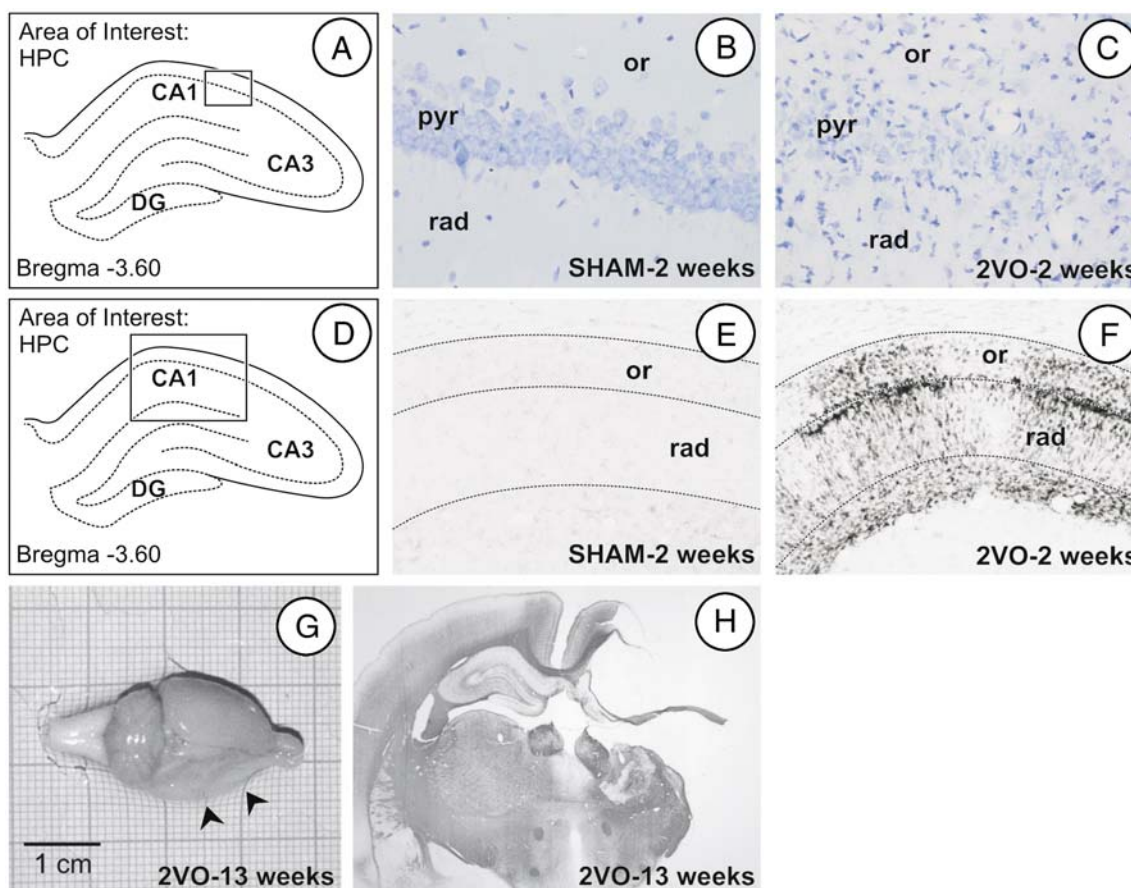 Area of Interest:
HPC
A
CA1
CA3
DG
Bregma -3.60
B
or
pyr
rad
SHAM-2 weeks
C
or
pyr
rad
2VO-2 weeks
Area of Interest:
HPC
D
CA1
CA3
DG
Bregma -3.60
E
or
rad
SHAM-2 weeks
F
or
rad
2VO-2 weeks
G
1 cm
2VO-13 weeks
H
2VO-13 weeks